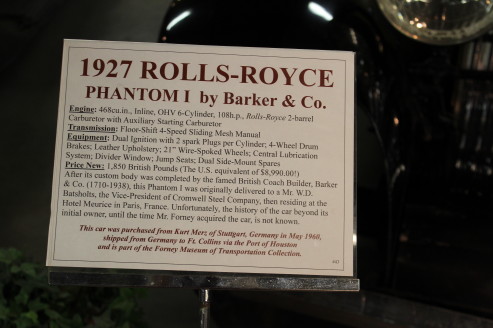 1927 ROLLS-ROYCE
PHANTOM I by Barker & Co.
Engine: 468cu.in., Inline, OHV 6-Cylinder, 108h.p., Rolls-Royce 2-barrel
Carburetor with Auxiliary Starting Carburetor
Transmission: Floor-Shift 4-Speed Sliding Mesh Manual
Equipment: Dual Ignition with 2 spark Plugs per Cylinder; 4-Wheel Drum
Brakes; Leather Upholstery; 21" Wire-Spoked Wheels; Central Lubrication
System; Divider Window; Jump Seats; Dual Side-Mount Spares
Price New: 1,850 British Pounds (The U.S. equivalent of $8,990.00!)
After its custom body was completed by the famed British Coach Builder, Barker
& Co. (1710-1938), this Phantom I was originally delivered to a Mr. W.D.
Batsholts, the Vice-President of Cromwell Steel Company, then residing at the
Hotel Meurice in Paris, France. Unfortunately, the history of the car beyond its
initial owner, until the time Mr. Forney acquired the car, is not known.
This car was purchased from Kurt Merz of Stuttgart, Germany in May 1960,
shipped from Germany to Ft. Collins via the Port of Houston
and is part of the Forney Museum of Transportation Collection.